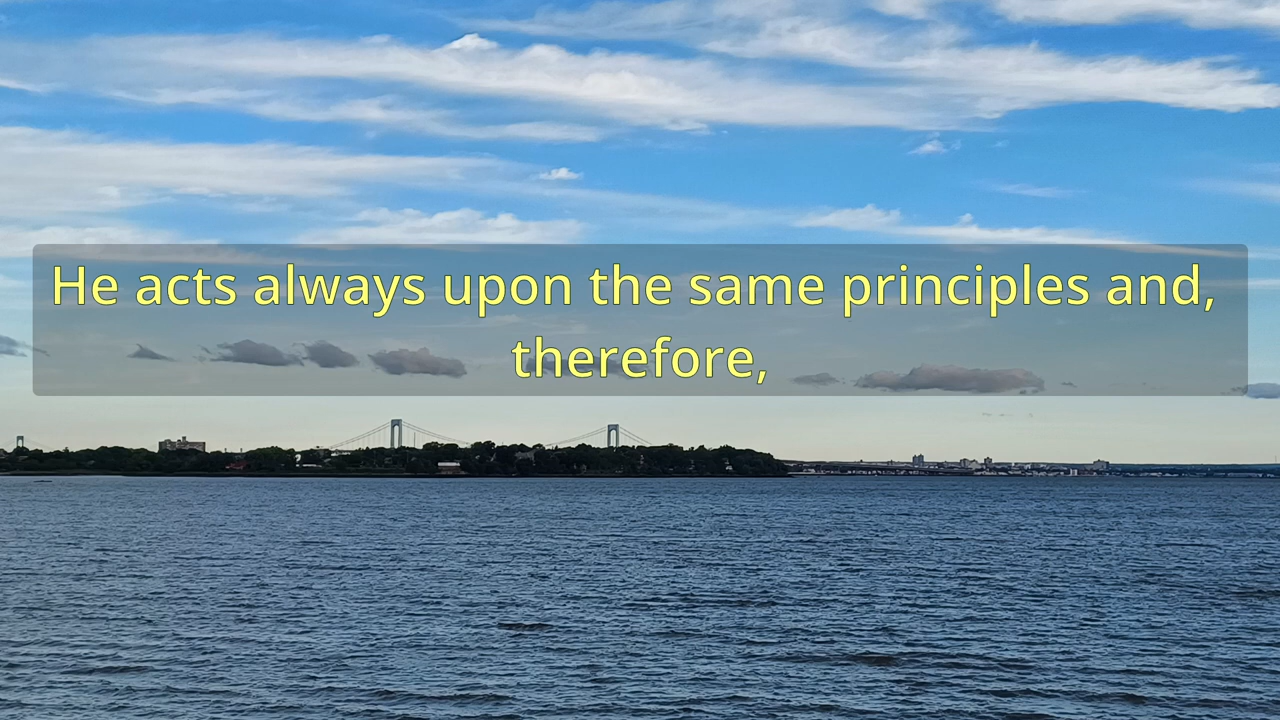 He acts always upon the same principles and,
therefore,